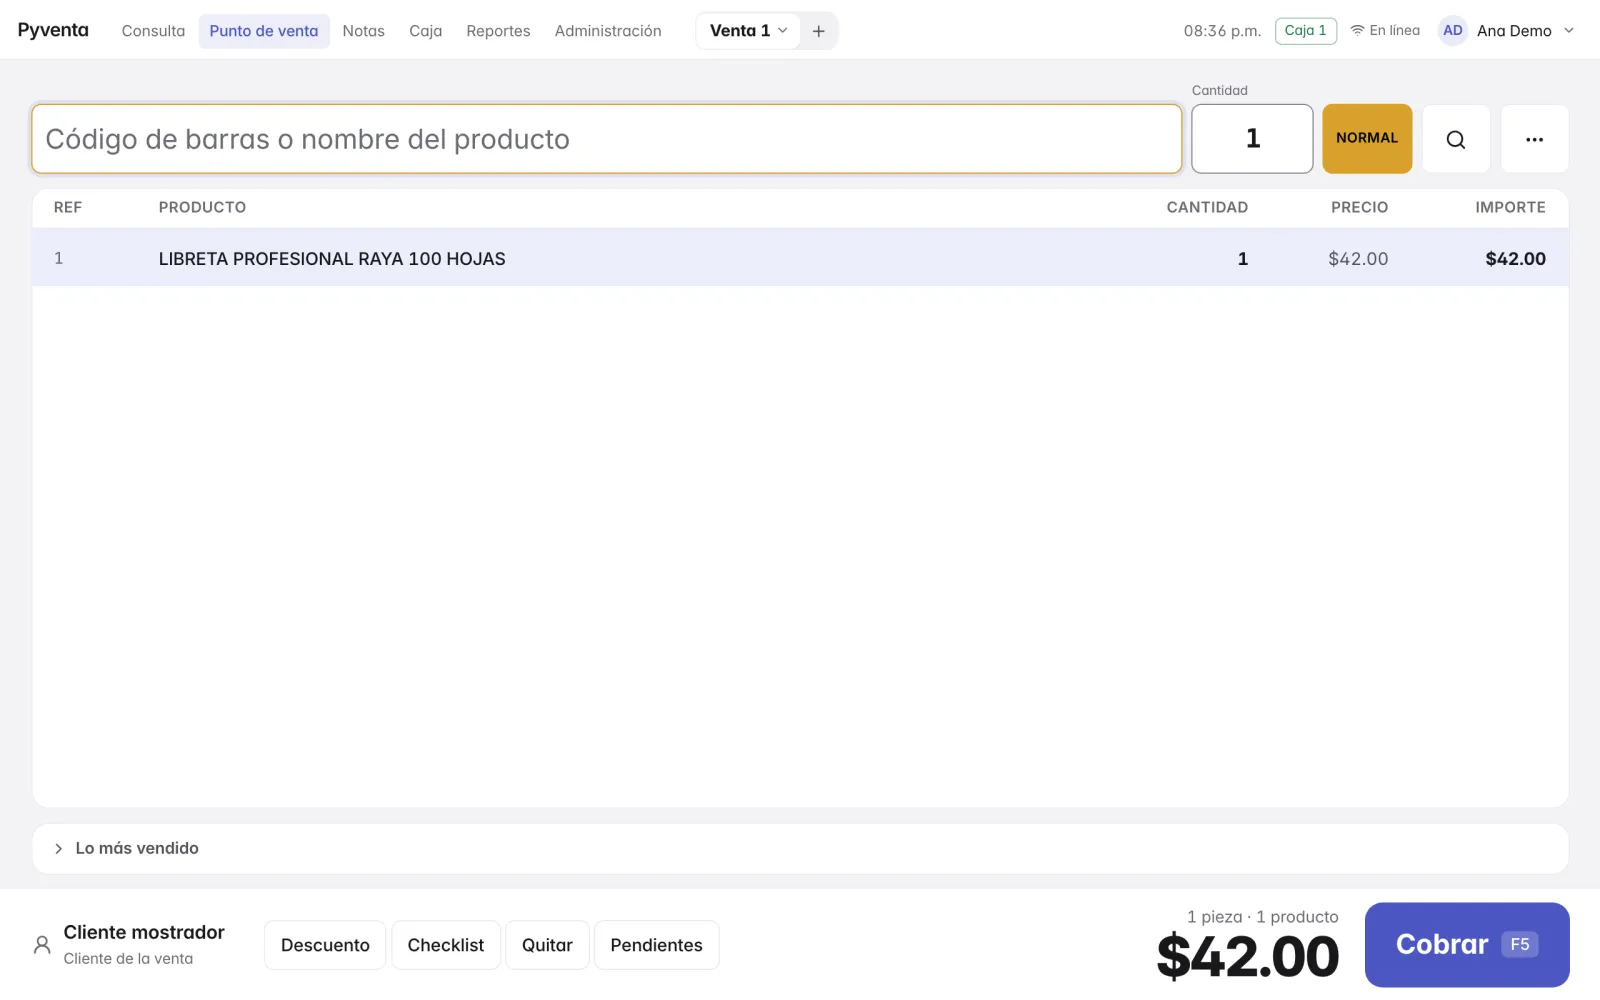 Pyventa
Consulta
Punto de venta
Notas
Caja
Reportes
Administración
Venta 1
+
08:36 p.m.
Caja 1
En línea
AD
Ana Demo
Cantidad
Código de barras o nombre del producto
1
NORMAL
REF PRODUCTO CANTIDAD PRECIO IMPORTE
1 LIBRETA PROFESIONAL RAYA 100 HOJAS 1 $42.00 $42.00
Lo más vendido
Cliente mostrador
Cliente de la venta
Descuento
Checklist
Quitar
Pendientes
1 pieza · 1 producto
$42.00
Cobrar F5